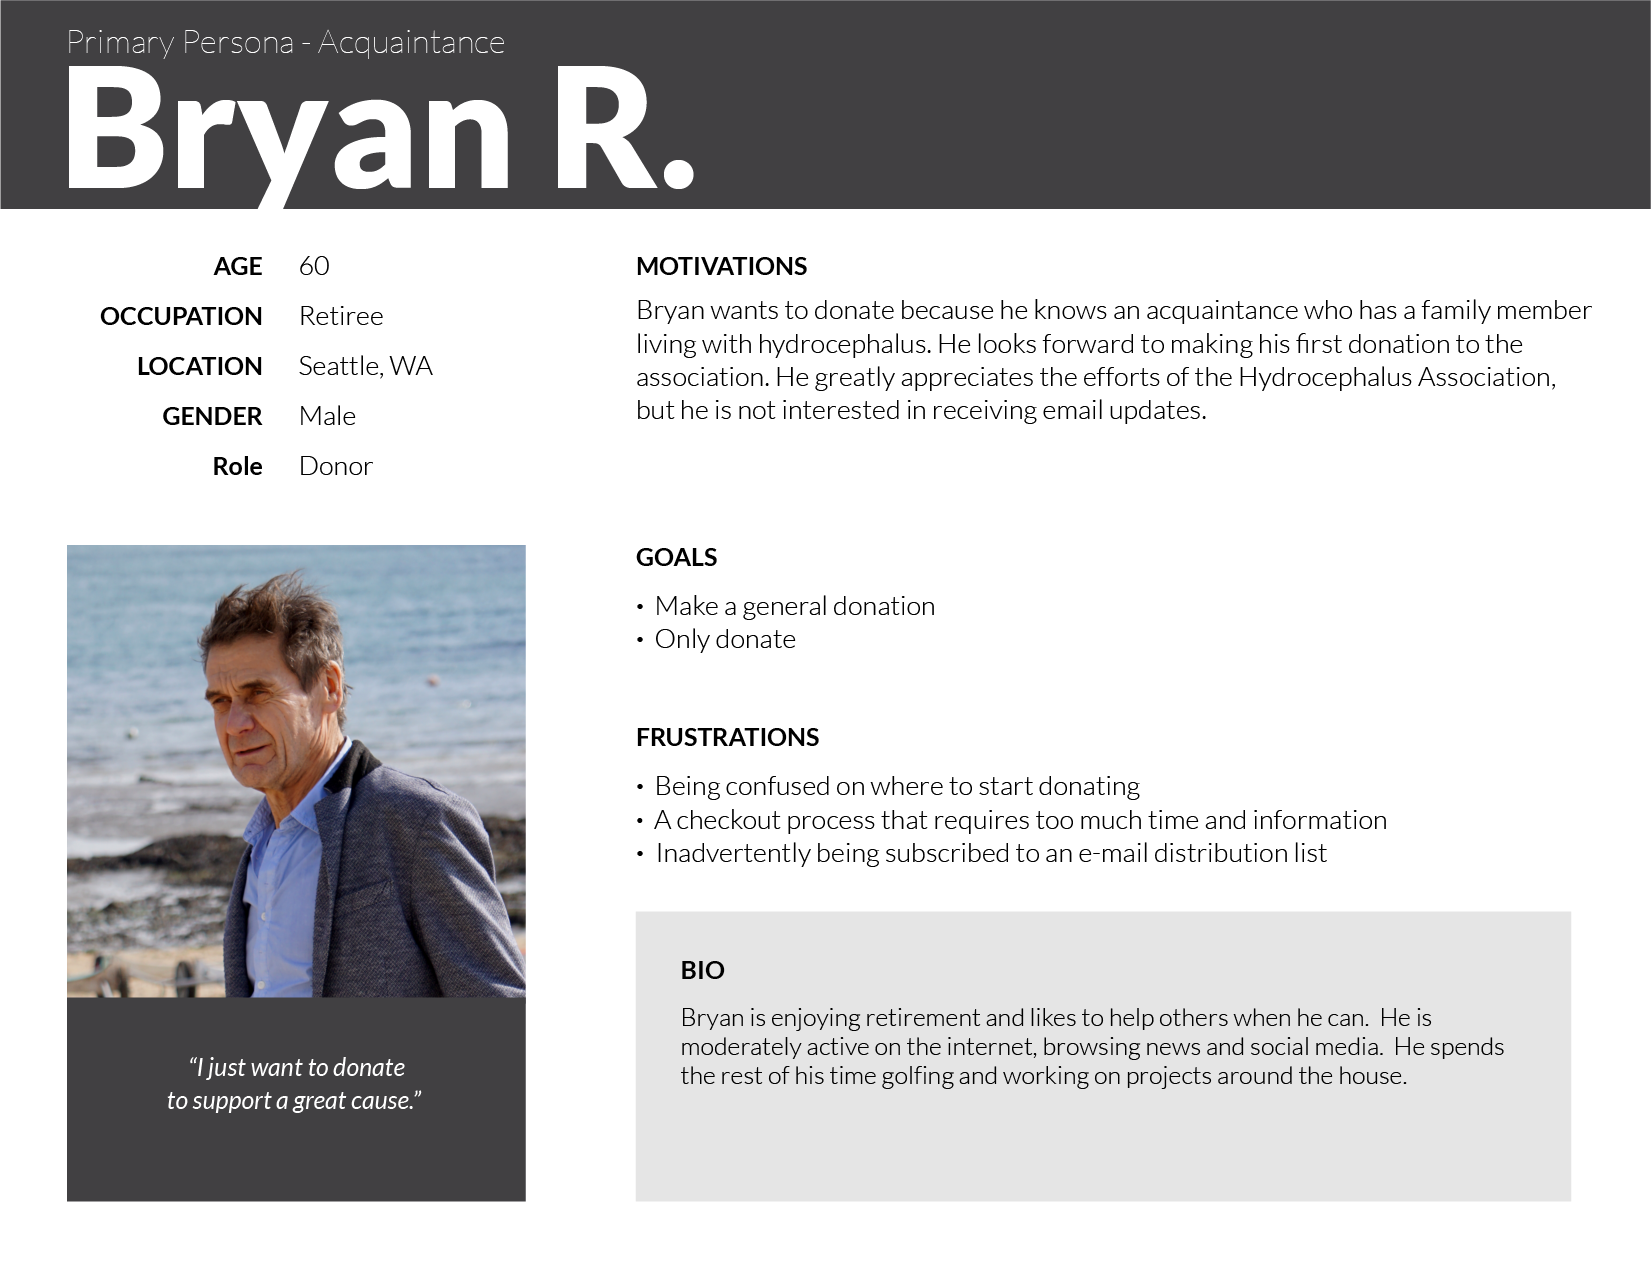 Primary Persona - Acquaintance
Bryan R.
AGE 60
OCCUPATION Retiree
LOCATION Seattle, WA
GENDER Male
Role Donor
MOTIVATIONS
Bryan wants to donate because he knows an acquaintance who has a family member
living with hydrocephalus. He looks forward to making his first donation to the
association. He greatly appreciates the efforts of the Hydrocephalus Association,
but he is not interested in receiving email updates.
GOALS
• Make a general donation
• Only donate
FRUSTRATIONS
• Being confused on where to start donating
• A checkout process that requires too much time and information
• Inadvertently being subscribed to an e-mail distribution list
“I just want to donate
to support a great cause.”
BIO
Bryan is enjoying retirement and likes to help others when he can.  He is
moderately active on the internet, browsing news and social media.  He spends
the rest of his time golfing and working on projects around the house.